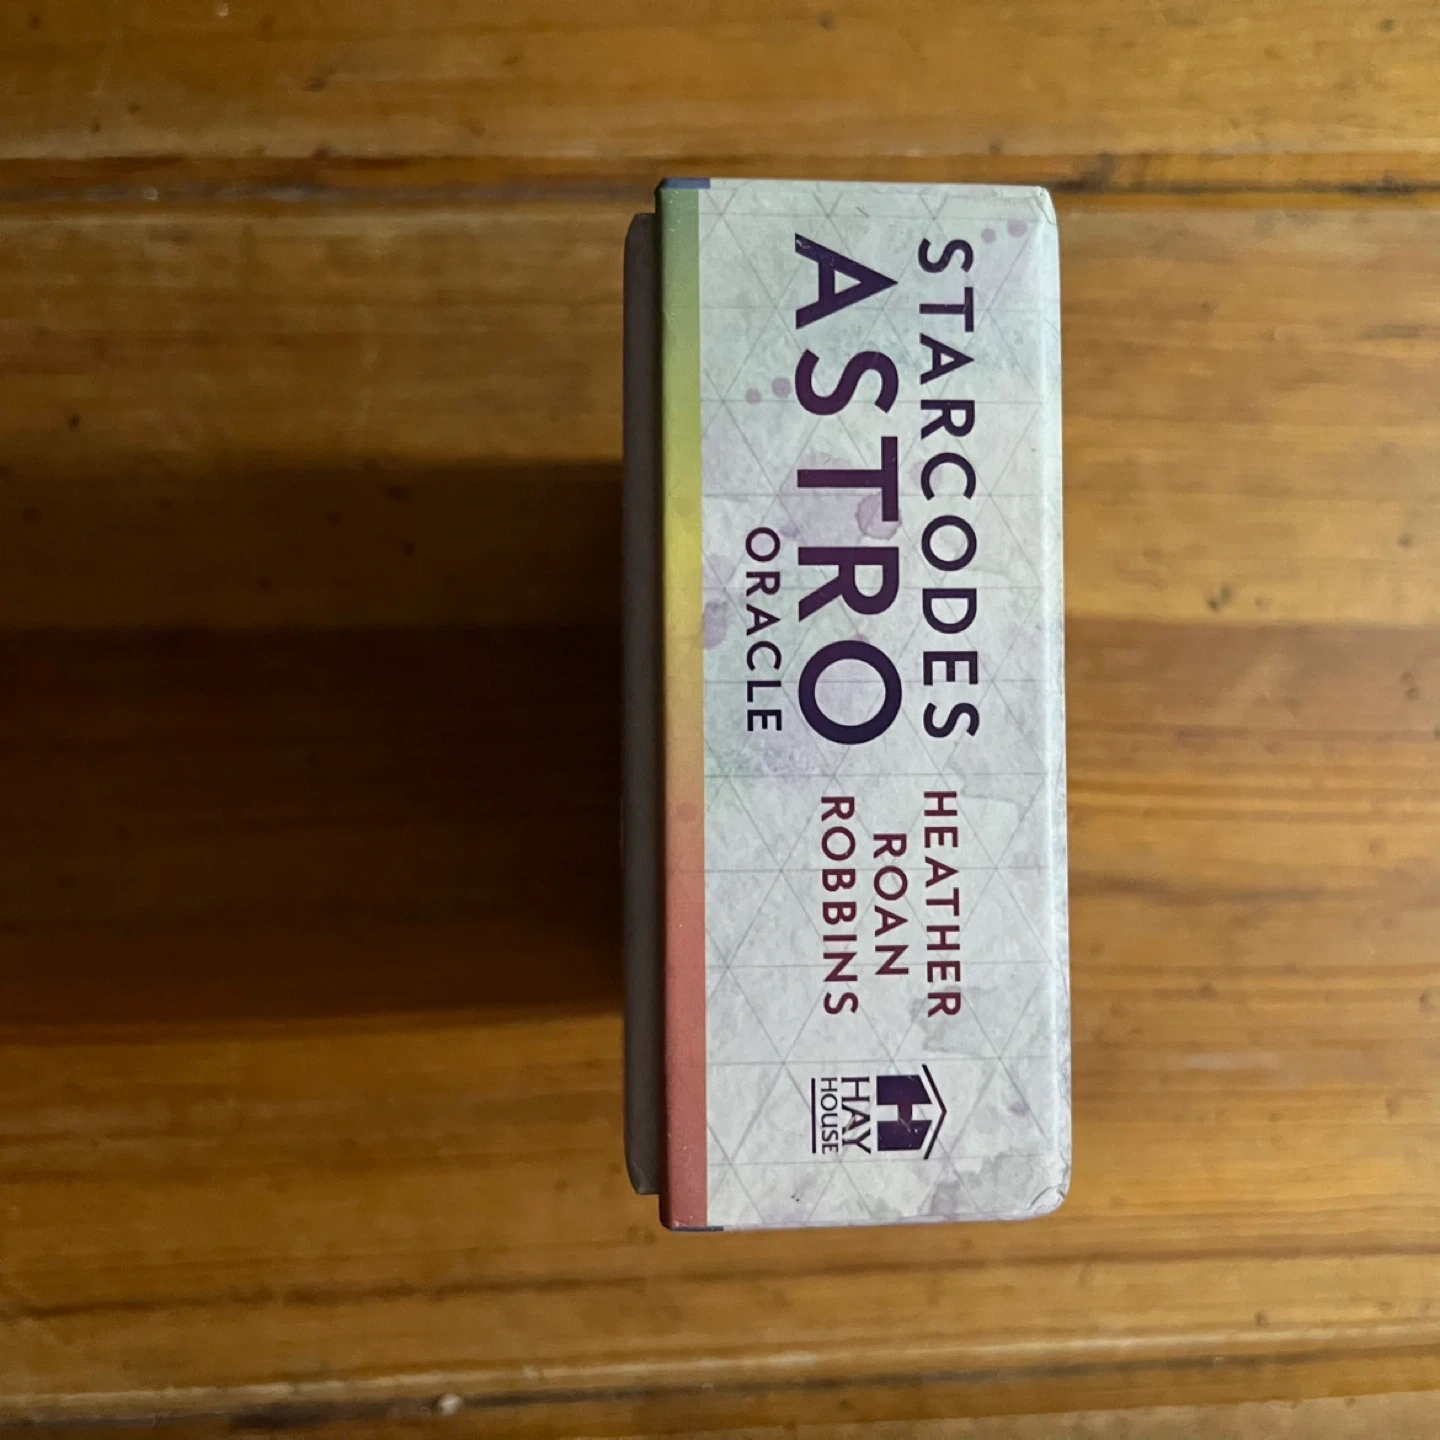 STARCODES
ASTRO
ORACLE
HEATHER
ROAN
ROBBINS
HAY
HOUSE